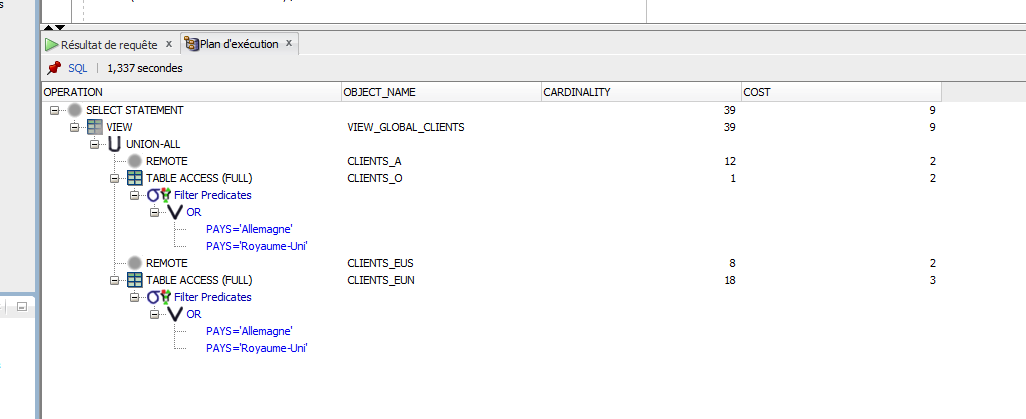 Résultat de requête x Plan d'exécution x
SQL | 1,337 secondes
OPERATION OBJECT_NAME CARDINALITY COST
SELECT STATEMENT 39 9
VIEW VIEW_GLOBAL_CLIENTS 39 9
UNION-ALL
REMOTE CLIENTS_A 12 2
TABLE ACCESS (FULL) CLIENTS_O 1 2
Filter Predicates
OR
PAYS='Allemagne'
PAYS='Royaume-Uni'
REMOTE CLIENTS_EUS 8 2
TABLE ACCESS (FULL) CLIENTS_EUN 18 3
Filter Predicates
OR
PAYS='Allemagne'
PAYS='Royaume-Uni'